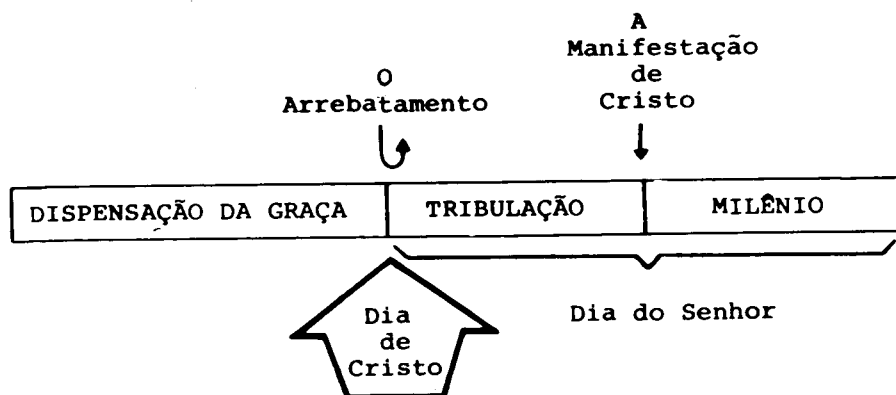 A
Manifestação
de
Cristo
O
Arrebatamento
DISPENSAÇÃO DA GRAÇA
TRIBULAÇÃO
MILÊNIO
Dia do Senhor
Dia
de
Cristo